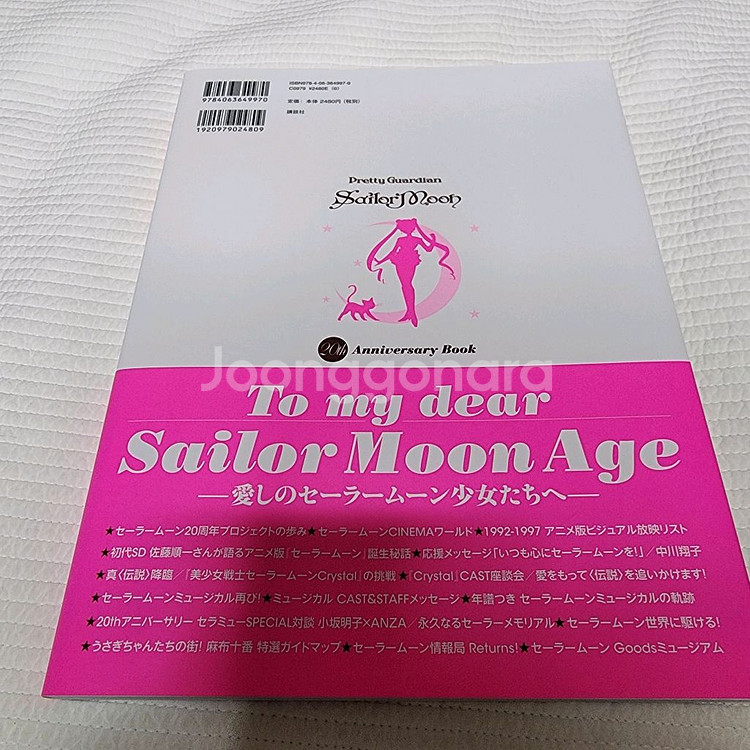 ISBN978-4-06-364997-0
C0979 ¥2480E (0)
定価：本体 2480円（税別）
講談社
9784063649970
1920979024809
Pretty Guardian
Sailor Moon
20th Anniversary Book
Joonggonara
To my dear
Sailor Moon Age
—愛しのセーラームーン少女たちへ—
★セーラームーン20周年プロジェクトの歩み★セーラームーンCINEMAワールド★1992-1997 アニメ版ビジュアル放映リスト
★初代SD 佐藤順一さんが語るアニメ版『セーラームーン』誕生秘話★応援メッセージ「いつも心にセーラームーンを!」／中川翔子
★真〈伝説〉降臨／『美少女戦士セーラームーンCrystal』の挑戦★『Crystal』CAST座談会／愛をもって〈伝説〉を追いかけます!
★セーラームーンミュージカル再び!★ミュージカル CAST&STAFFメッセージ★年譜つき セーラームーンミュージカルの軌跡
★20thアニバーサリー セラミューSPECIAL対談 小坂明子×ANZA／永久なるセーラーメモリアル★セーラームーン世界に駆ける!
★うさぎちゃんたちの街! 麻布十番 特選ガイドマップ★セーラームーン情報局 Returns!★セーラームーン Goodsミュージアム